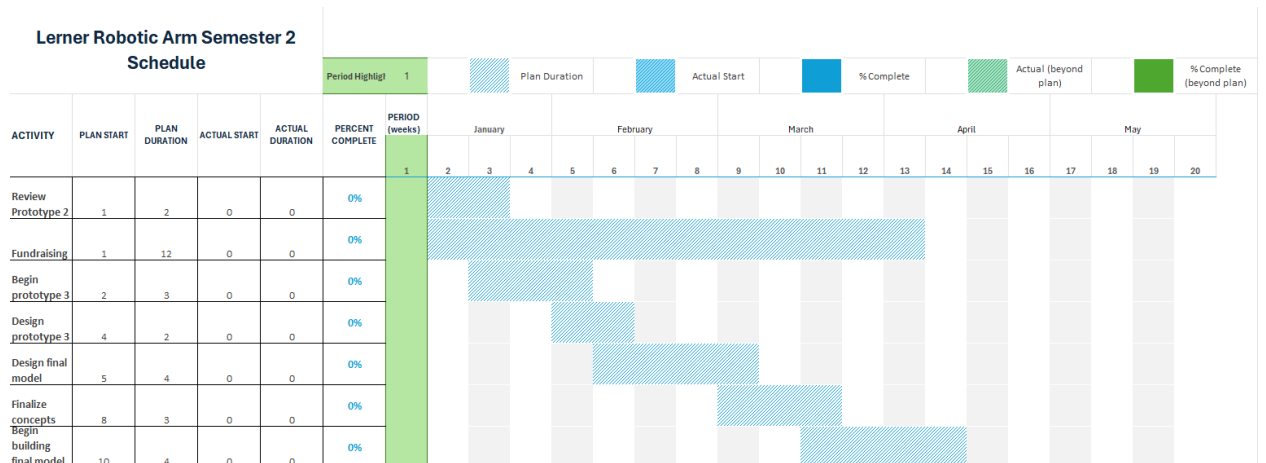 Lerner Robotic Arm Semester 2
Schedule
Period Highligh 1 Plan Duration Actual Start % Complete Actual (beyond plan) % Complete (beyond plan)
ACTIVITY PLAN START PLAN DURATION ACTUAL START ACTUAL DURATION PERCENT COMPLETE PERIOD (weeks) January February March April May
1 2 3 4 5 6 7 8 9 10 11 12 13 14 15 16 17 18 19 20
Review
Prototype 2 1 2 0 0 0%
Fundraising 1 12 0 0 0%
Begin
prototype 3 2 3 0 0 0%
Design
prototype 3 4 2 0 0 0%
Design final
model 5 4 0 0 0%
Finalize
concepts 8 3 0 0 0%
Begin
building
final model 10 4 0 0 0%